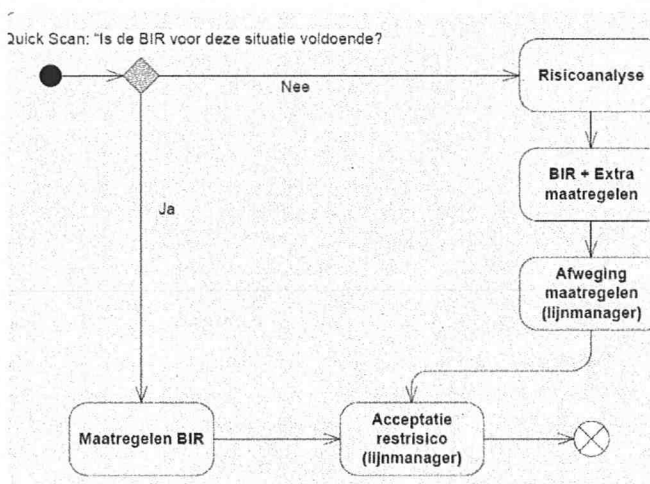 Quick Scan: "Is de BIR voor deze situatie voldoende?
Nee
Risicoanalyse
BIR + Extra
maatregelen
Ja
Afweging
maatregelen
(lijnmanager)
Maatregelen BIR
Acceptatie
restrisico
(lijnmanager)